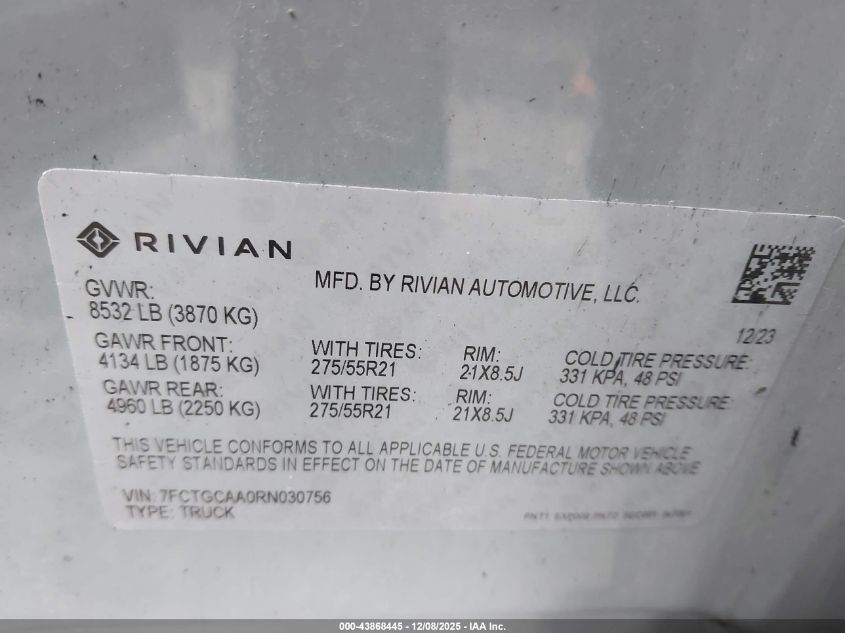 RIVIAN
MFD. BY RIVIAN AUTOMOTIVE, LLC.
GVWR:
8532 LB (3870 KG)
12/23
GAWR FRONT: WITH TIRES: RIM: COLD TIRE PRESSURE:
4134 LB (1875 KG) 275/55R21 21X8.5J 331 KPA, 48 PSI
GAWR REAR: WITH TIRES: RIM: COLD TIRE PRESSURE:
4960 LB (2250 KG) 275/55R21 21X8.5J 331 KPA, 48 PSI
THIS VEHICLE CONFORMS TO ALL APPLICABLE U.S. FEDERAL MOTOR VEHICLE
SAFETY STANDARDS IN EFFECT ON THE DATE OF MANUFACTURE SHOWN ABOVE
VIN: 7FCTGCAA0RN030756
TYPE: TRUCK
000-43868445 - 12/08/2025 - IAA Inc.